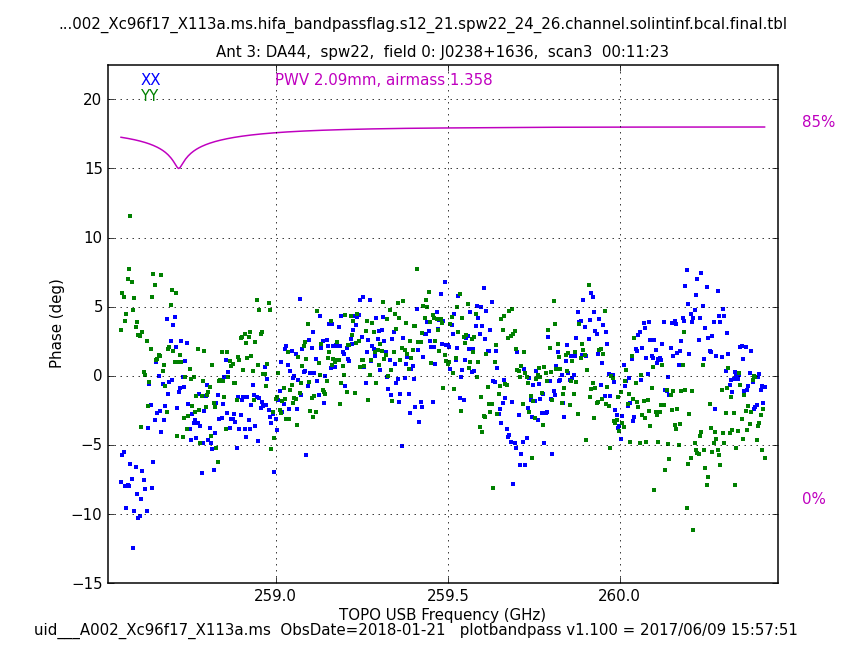 ...002_Xc96f17_X113a.ms.hifa_bandpassflag.s12_21.spw22_24_26.channel.solintinf.bcal.final.tbl
Ant 3: DA44, spw22, field 0: J0238+1636, scan3 00:11:23
XX
PWV 2.09mm, airmass 1.358
YY
20
85%
15
10
5
Phase (deg)
0
−5
−10
0%
−15
259.0
259.5
260.0
TOPO USB Frequency (GHz)
uid___A002_Xc96f17_X113a.ms ObsDate=2018-01-21 plotbandpass v1.100 = 2017/06/09 15:57:51